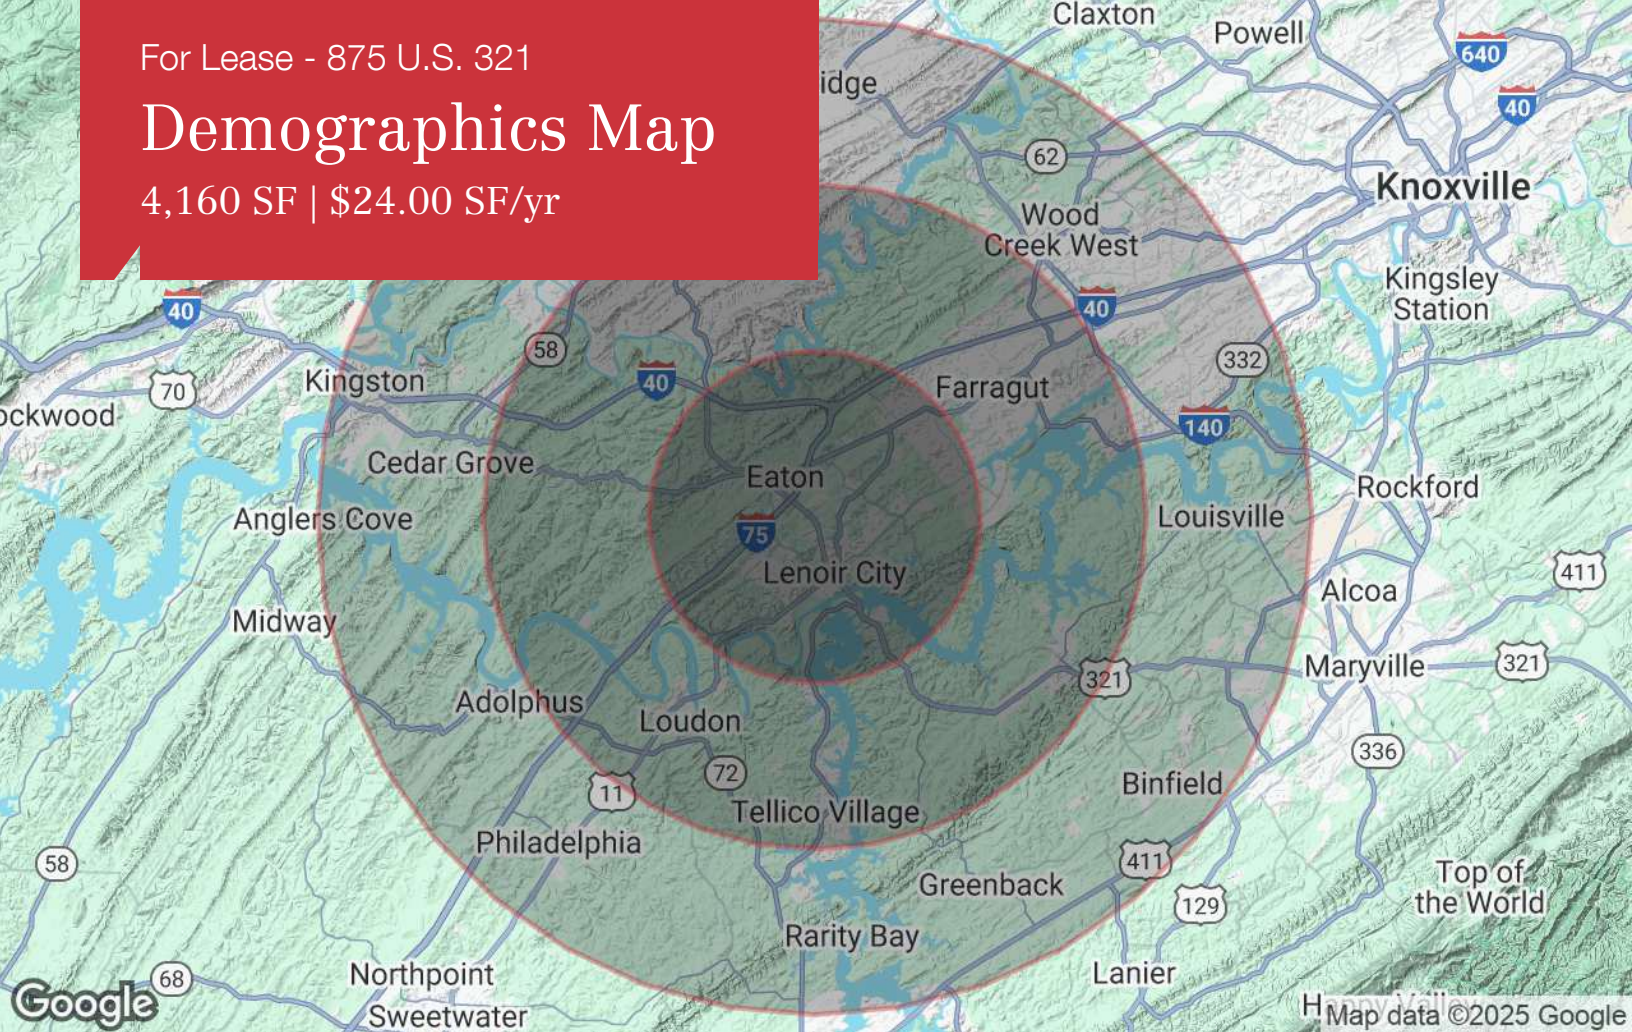 For Lease - 875 U.S. 321
Demographics Map
4,160 SF | $24.00 SF/yr
Claxton
Powell
640
idge
40
62
Knoxville
Wood
Creek West
Kingsley
Station
40
40
58
332
40
Kingston
70
Farragut
ockwood
140
Cedar Grove
Eaton
Rockford
Anglers Cove
75
Louisville
Lenoir City
411
Alcoa
Midway
321
Maryville
321
Adolphus
Loudon
336
72
Binfield
11
Tellico Village
Philadelphia
58
411
Greenback
Top of
the World
129
Rarity Bay
Northpoint
Lanier
68
Google
Sweetwater
Happy Valley
Map data ©2025 Google